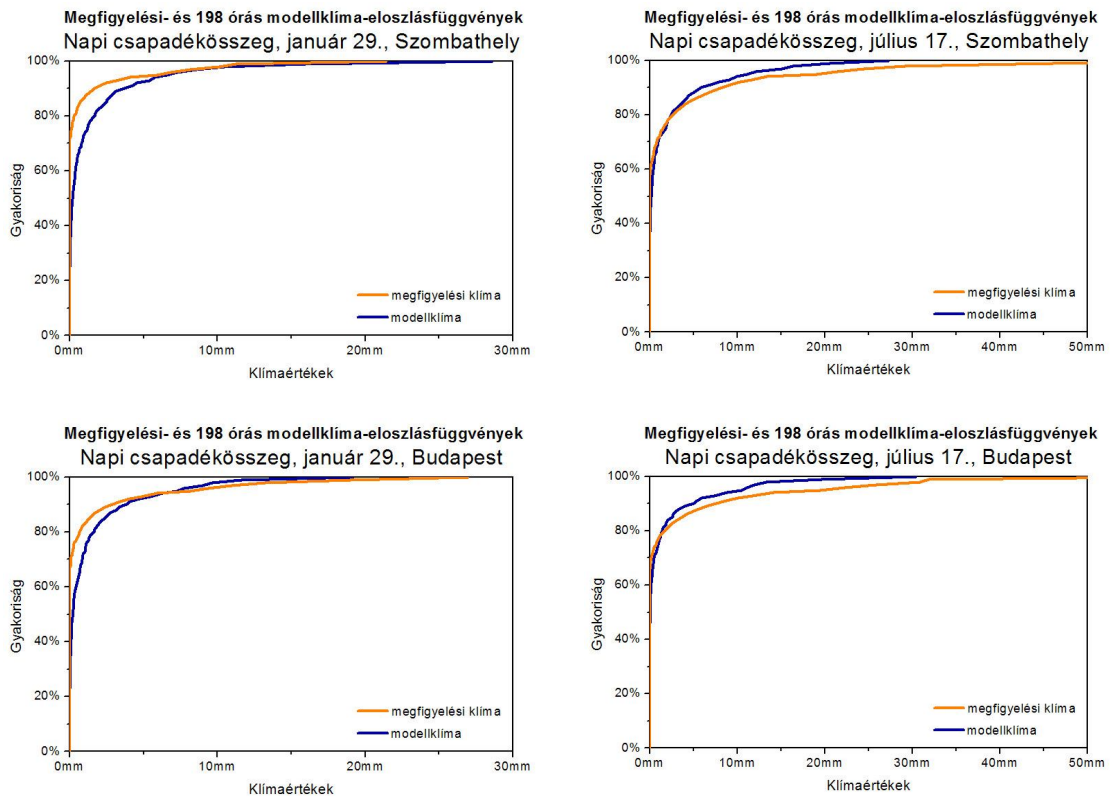 Megfigyelési- és 198 órás modellklíma-eloszlásfüggvények
Napi csapadékösszeg, január 29., Szombathely
100%
80%
60%
40%
20%
0%
Gyakoriság
megfigyelési klíma
modellklíma
0mm 10mm 20mm 30mm
Klímaértékek
Megfigyelési- és 198 órás modellklíma-eloszlásfüggvények
Napi csapadékösszeg, július 17., Szombathely
100%
80%
60%
40%
20%
0%
Gyakoriság
megfigyelési klíma
modellklíma
0mm 10mm 20mm 30mm 40mm 50mm
Klímaértékek
Megfigyelési- és 198 órás modellklíma-eloszlásfüggvények
Napi csapadékösszeg, január 29., Budapest
100%
80%
60%
40%
20%
0%
Gyakoriság
megfigyelési klíma
modellklíma
0mm 10mm 20mm 30mm
Klímaértékek
Megfigyelési- és 198 órás modellklíma-eloszlásfüggvények
Napi csapadékösszeg, július 17., Budapest
100%
80%
60%
40%
20%
0%
Gyakoriság
megfigyelési klíma
modellklíma
0mm 10mm 20mm 30mm 40mm 50mm
Klímaértékek